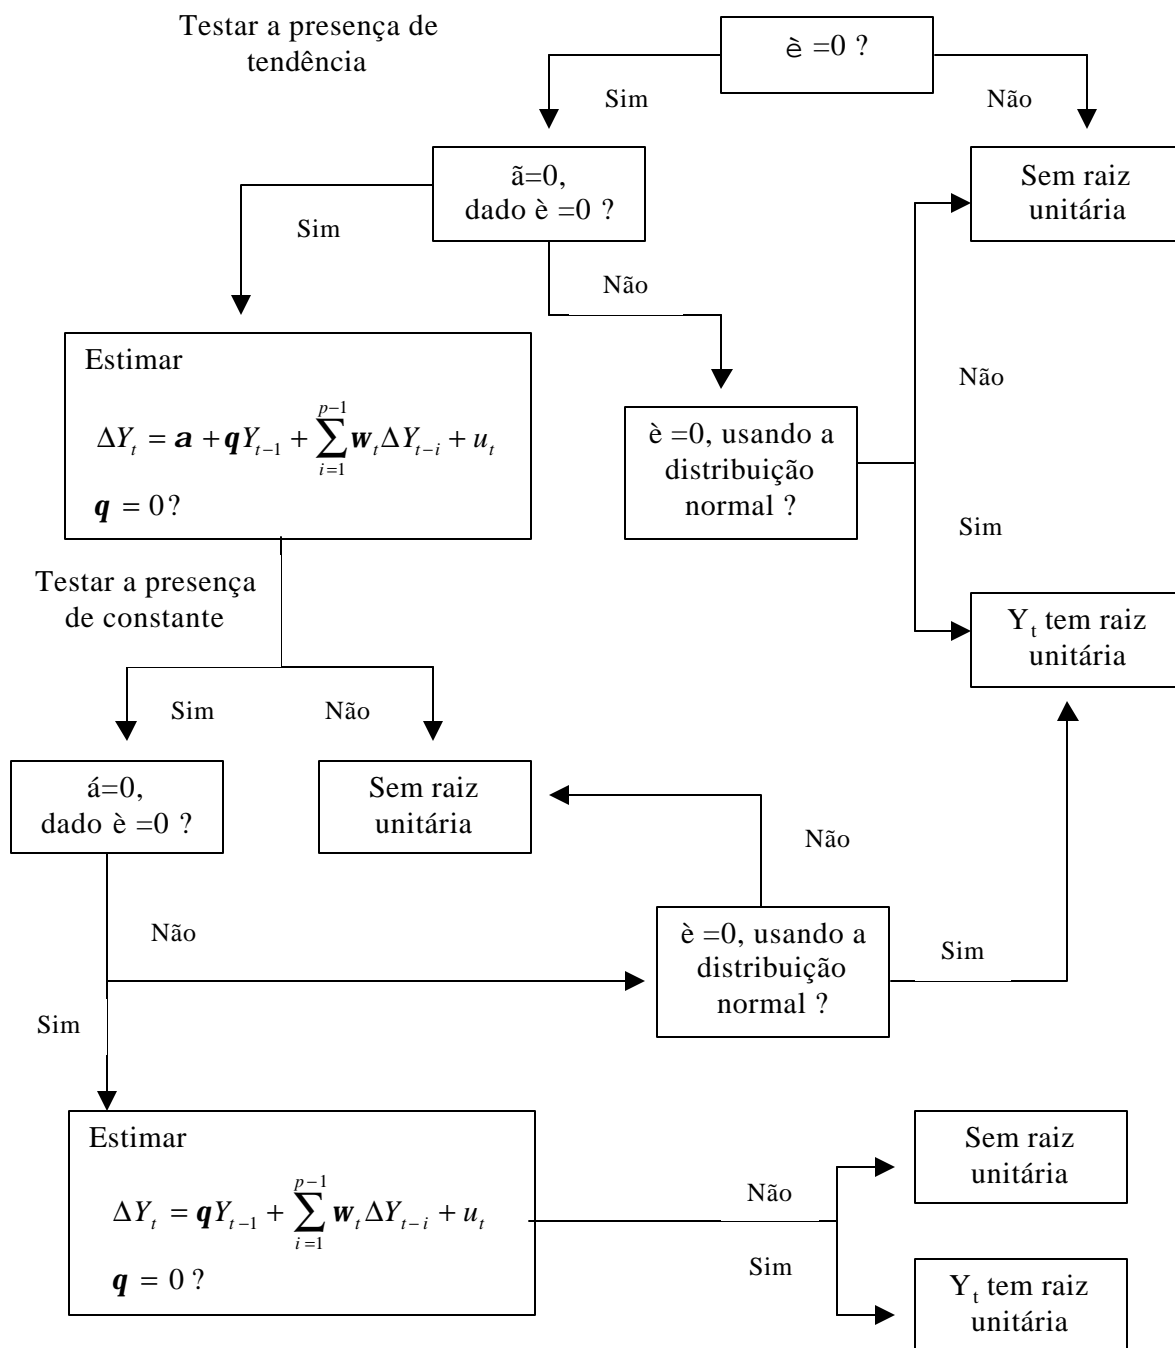 Testar a presença de
tendência
è =0 ?
Sim
Não
ã=0,
dado è =0 ?
Sem raiz
unitária
Sim
Não
Estimar
ΔY_t = a + qY_{t−1} + ∑_{i=1}^{p−1} w_t ΔY_{t−i} + u_t
q = 0?
è =0, usando a
distribuição
normal ?
Não
Sim
Testar a presença
de constante
Y_t tem raiz
unitária
Sim
Não
á=0,
dado è =0 ?
Sem raiz
unitária
Não
Não
è =0, usando a
distribuição
normal ?
Sim
Sim
Estimar
ΔY_t = qY_{t−1} + ∑_{i=1}^{p−1} w_t ΔY_{t−i} + u_t
q = 0 ?
Não
Sim
Sem raiz
unitária
Y_t tem raiz
unitária